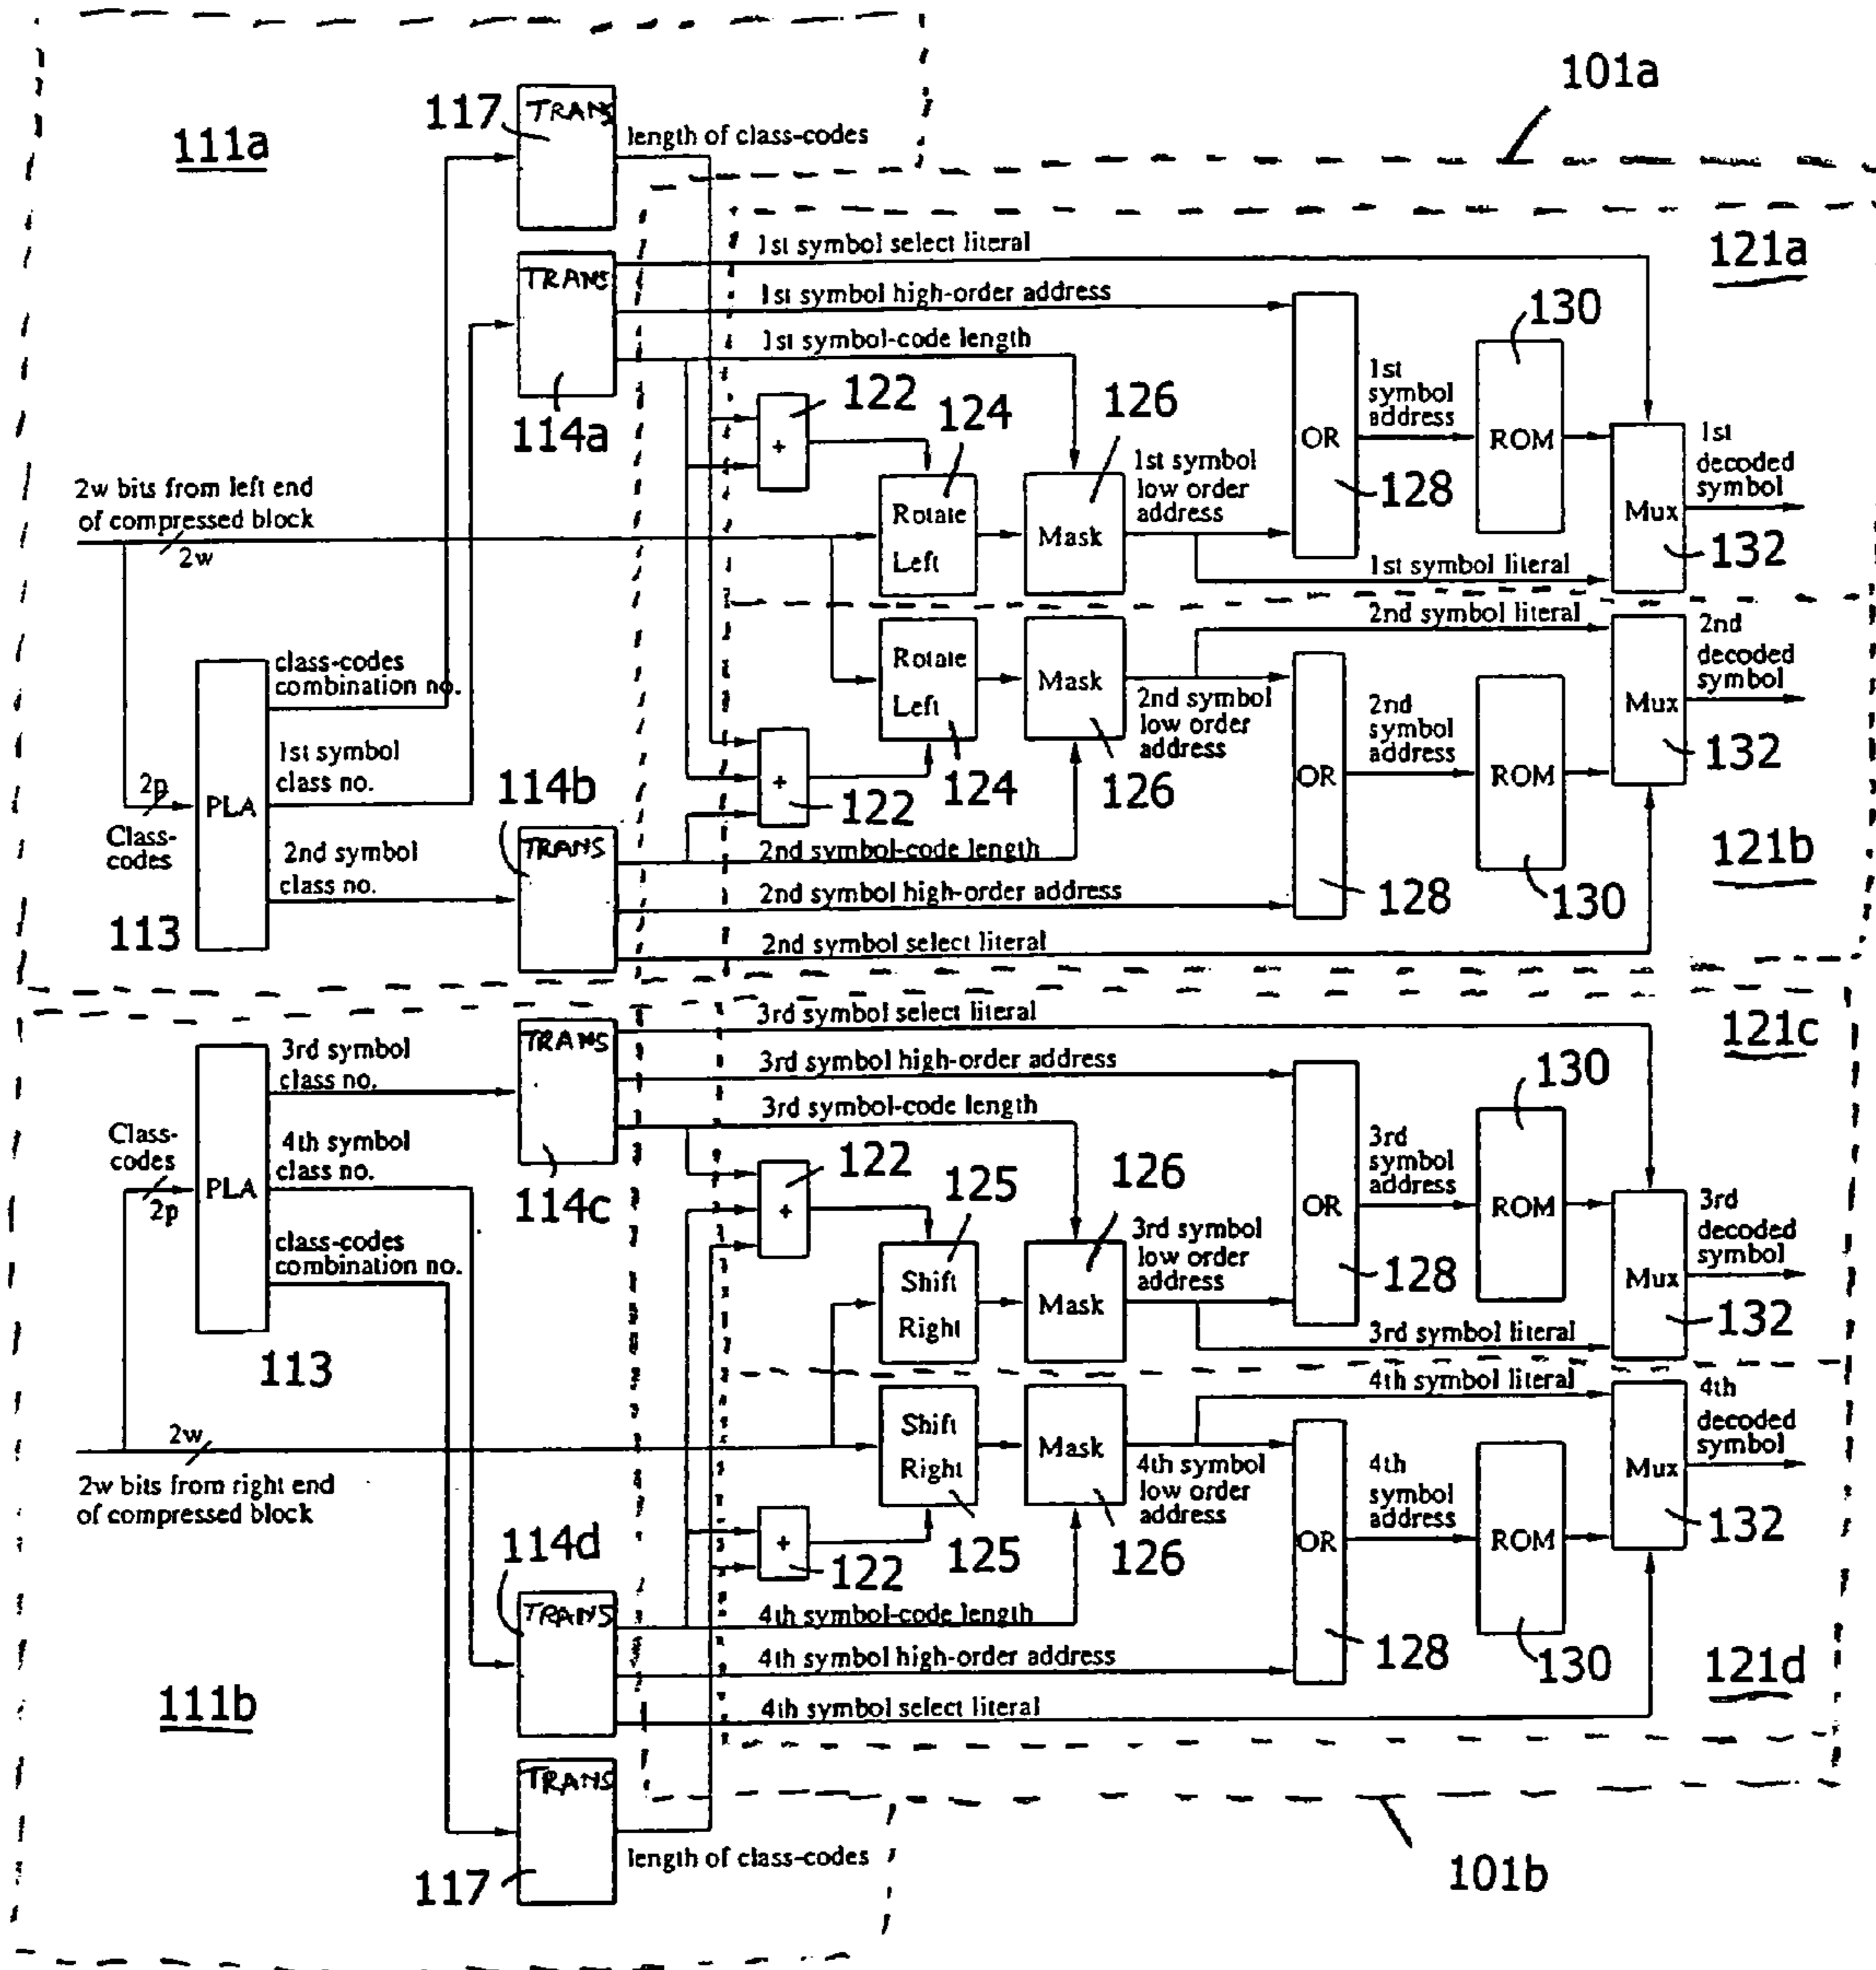 101a
117
TRANS
length of class-codes
111a
1st symbol select literal
121a
TRANS
1st symbol high-order address
130
1st symbol-code length
114a
122
+
124
126
1st
symbol
address
OR
ROM
1st
decoded
symbol
2w bits from left end
of compressed block
2w
Rotate
Left
Mask
1st symbol
low order
address
128
Mux
132
1st symbol literal
2nd symbol literal
2nd
decoded
symbol
class-codes
combination no.
Rotate
Left
Mask
2nd symbol
low order
address
2nd
symbol
address
Mux
132
1st symbol
class no.
2p
PLA
Class-
codes
114b
+
122
124
126
OR
ROM
2nd symbol
class no.
TRANS
2nd symbol-code length
121b
2nd symbol high-order address
128
130
113
2nd symbol select literal
3rd symbol select literal
121c
3rd symbol
class no.
TRANS
3rd symbol high-order address
130
3rd symbol-code length
Class-
codes
2p
PLA
4th symbol
class no.
114c
122
+
125
126
3rd
symbol
address
OR
ROM
3rd
decoded
symbol
class-codes
combination no.
Shift
Right
Mask
3rd symbol
low order
address
128
Mux
132
113
3rd symbol literal
4th symbol literal
4th
decoded
symbol
2w
2w bits from right end
of compressed block
Shift
Right
Mask
4th symbol
low order
address
4th
symbol
address
Mux
132
114d
+
122
125
126
OR
ROM
TRANS
4th symbol-code length
128
130
4th symbol high-order address
121d
111b
4th symbol select literal
TRANS
117
length of class-codes
101b